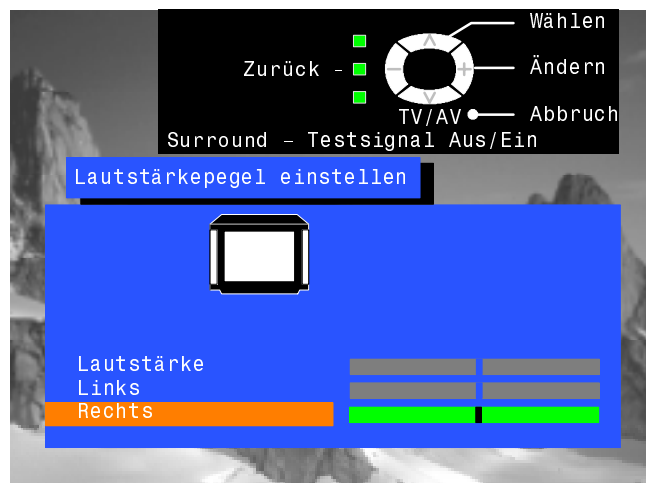 Wählen
Zurück –
Ändern
TV/AV
Abbruch
Surround – Testsignal Aus/Ein
Lautstärkepegel einstellen
Lautstärke
Links
Rechts